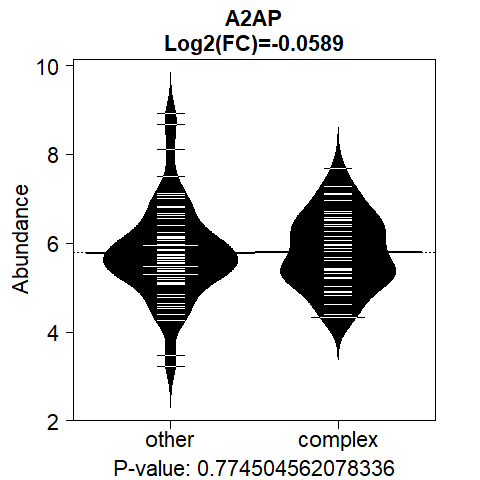 A2AP
Log2(FC)=-0.0589
10
8
6
4
2
Abundance
other complex
P-value: 0.774504562078336